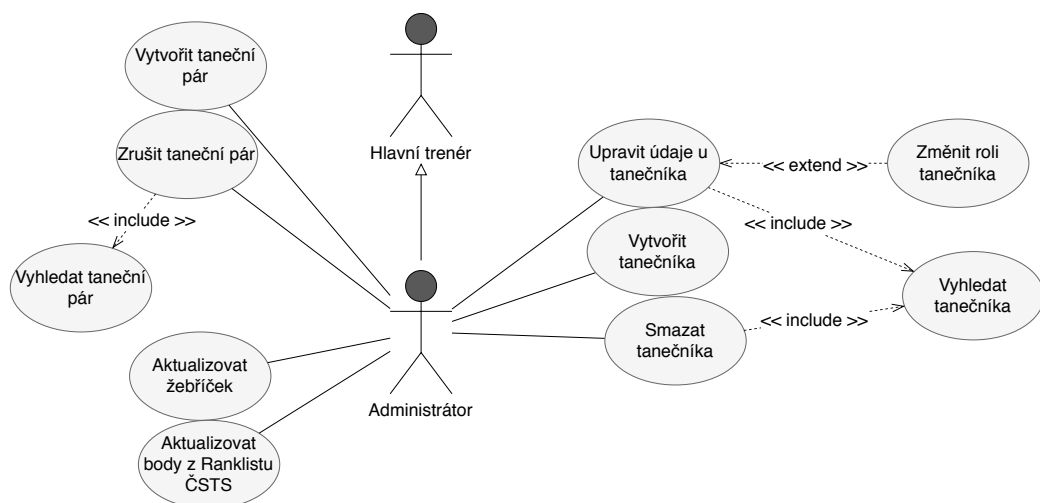 Vytvořit taneční
pár
Zrušit taneční pár
<< include >>
Vyhledat taneční
pár
Aktualizovat
žebříček
Aktualizovat
body z Ranklistu
ČSTS
Hlavní trenér
Administrátor
Upravit údaje u
tanečníka
<< extend >>
Změnit roli
tanečníka
<< include >>
Vytvořit
tanečníka
Vyhledat
tanečníka
Smazat
tanečníka
<< include >>